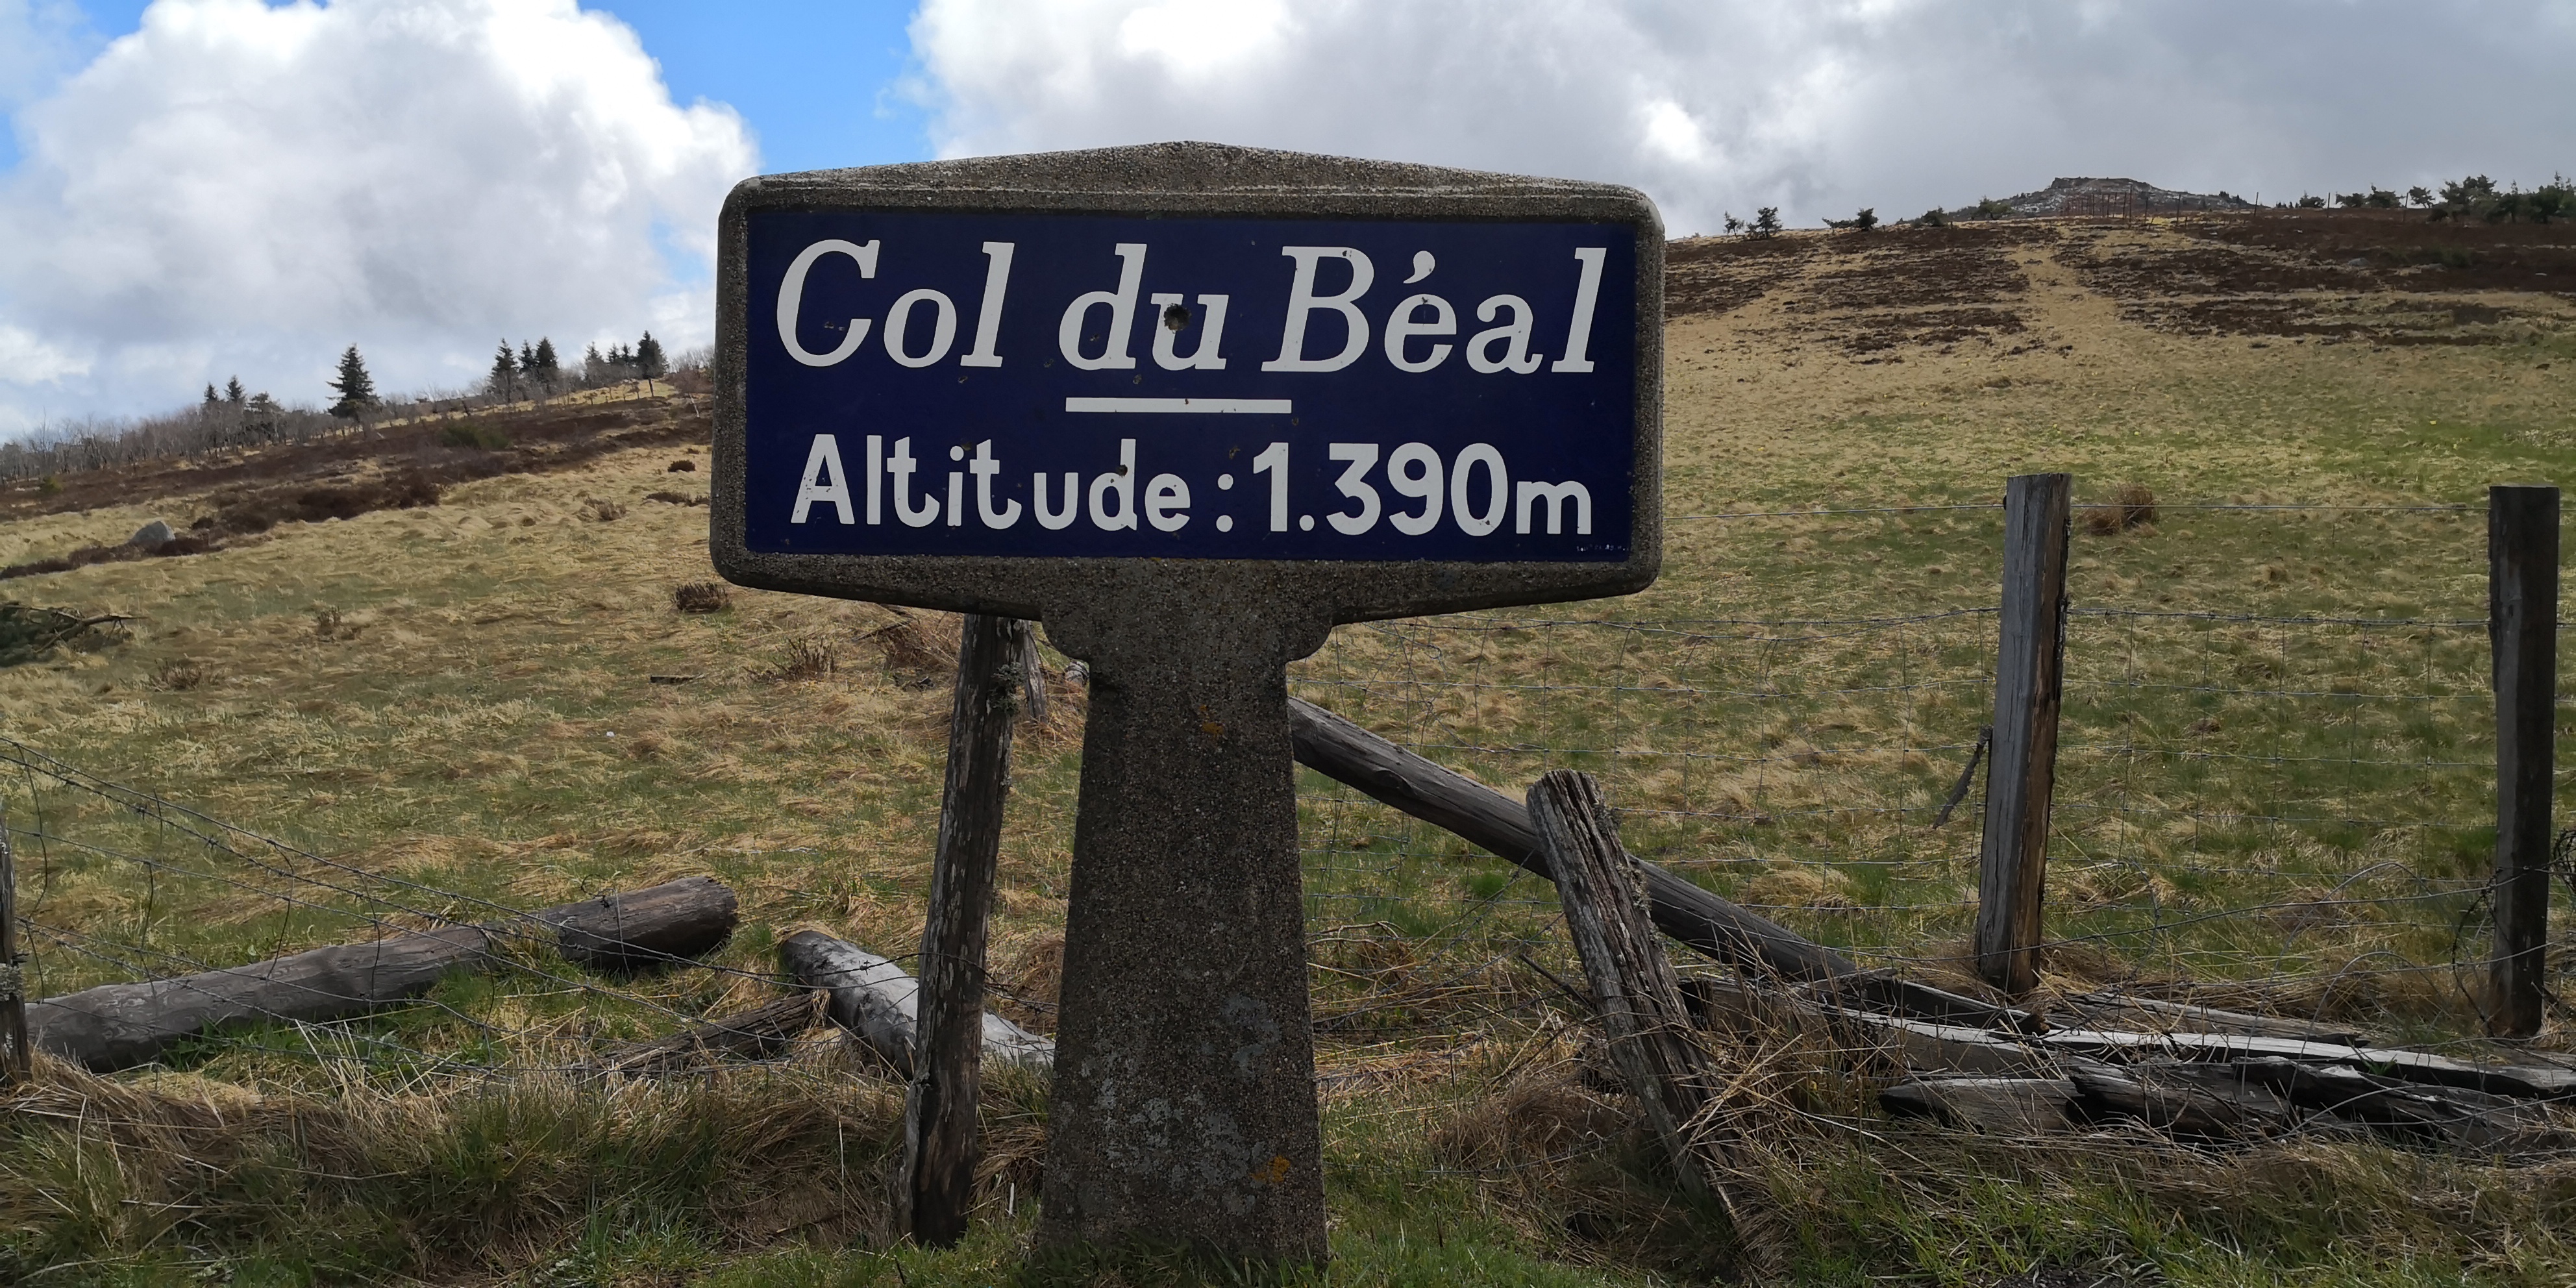 Col du Béal
Altitude : 1.390m